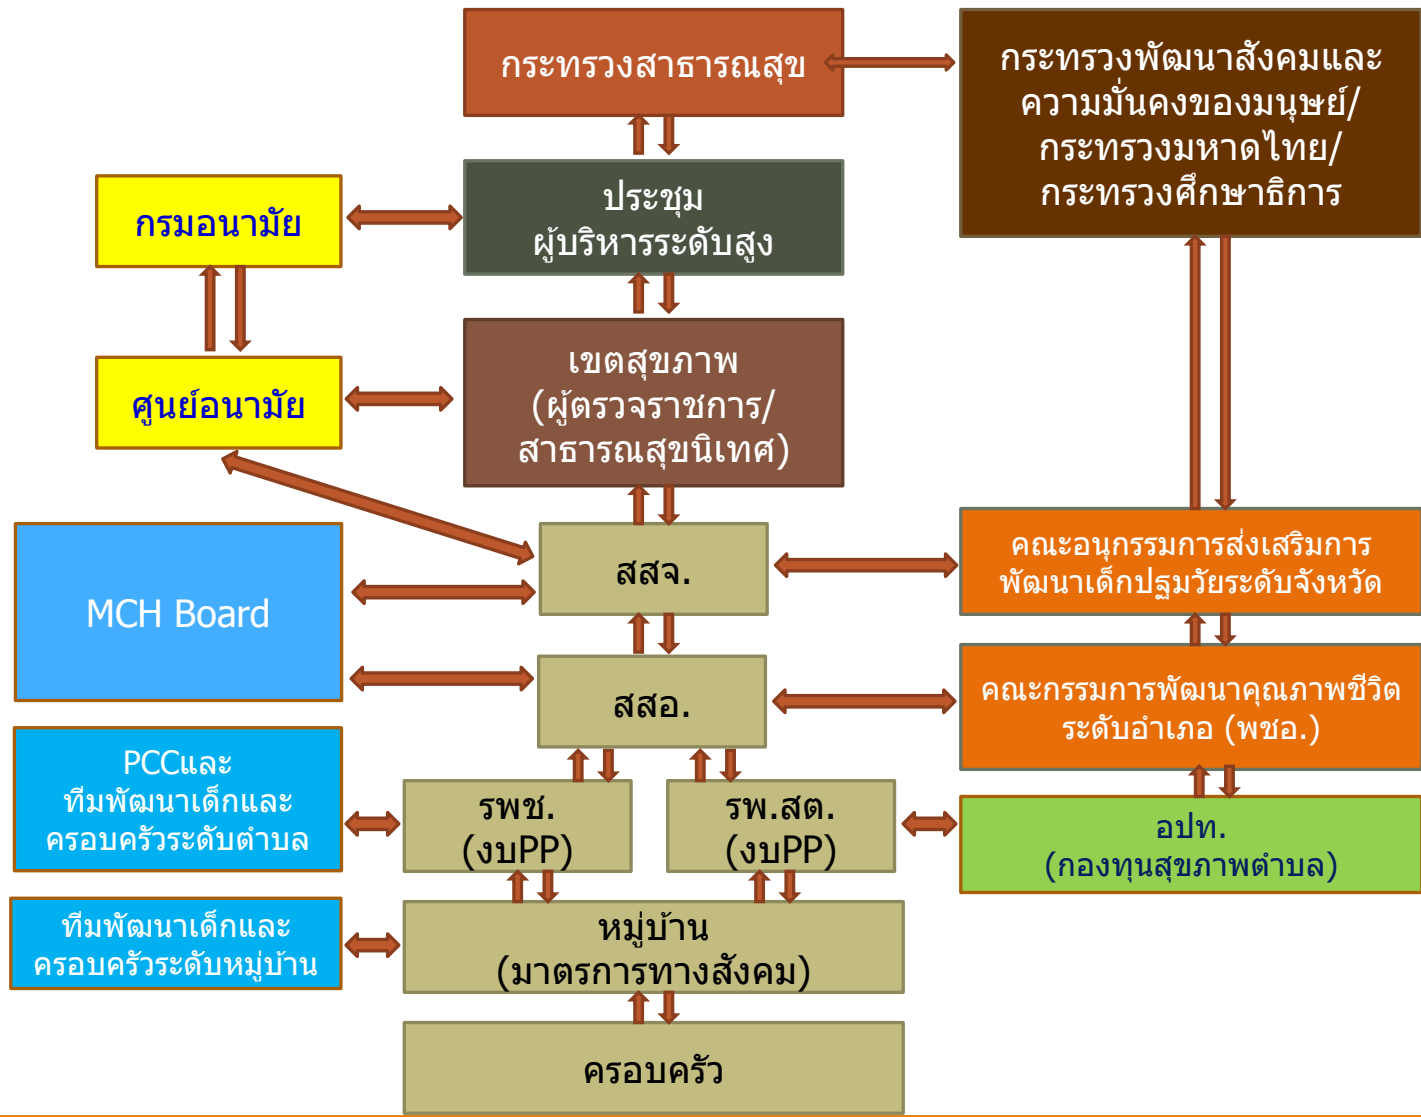 กระทรวงสาธารณสุข
กระทรวงพัฒนาสังคมและ
ความมั่นคงของมนุษย์/
กระทรวงมหาดไทย/
กระทรวงศึกษาธิการ
กรมอนามัย
ประชุม
ผู้บริหารระดับสูง
ศูนย์อนามัย
เขตสุขภาพ
(ผู้ตรวจราชการ/
สาธารณสุขนิเทศ)
MCH Board
สสจ.
คณะอนุกรรมการส่งเสริมการ
พัฒนาเด็กปฐมวัยระดับจังหวัด
สสอ.
คณะกรรมการพัฒนาคุณภาพชีวิต
ระดับอำเภอ (พชอ.)
PCCและ
ทีมพัฒนาเด็กและ
ครอบครัวระดับตำบล
รพช.
(งบPP)
รพ.สต.
(งบPP)
อปท.
(กองทุนสุขภาพตำบล)
ทีมพัฒนาเด็กและ
ครอบครัวระดับหมู่บ้าน
หมู่บ้าน
(มาตรการทางสังคม)
ครอบครัว